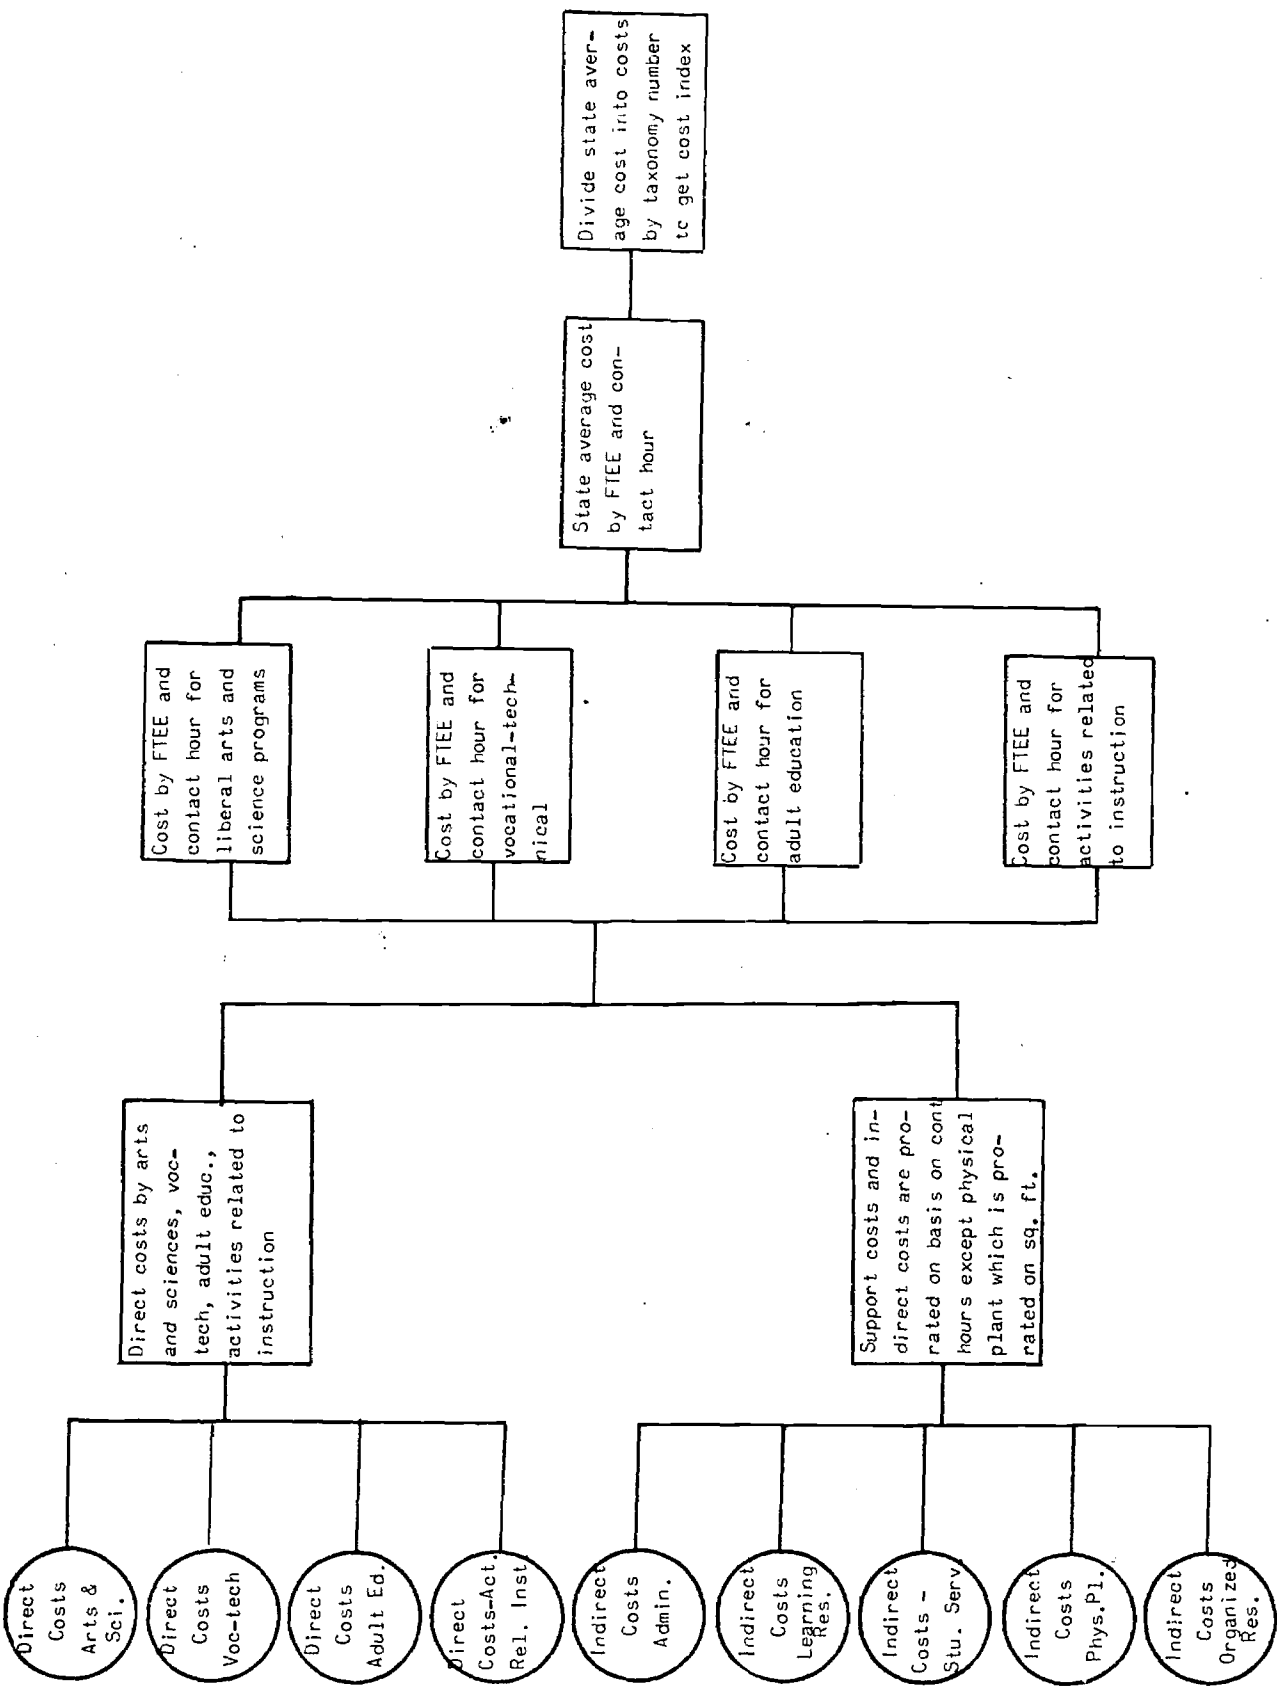 Direct
Costs
Arts &
Sci.
Direct
Costs
Voc-tech
Direct
Costs
Adult Ed.
Direct
Costs-Act.
Rel. Inst
Indirect
Costs
Admin.
Indirect
Costs
Learning
Res.
Indirect
Costs -
Stu. Serv
Indirect
Costs
Phys.Pl.
Indirect
Costs
Organized
Res.
Direct costs by arts
and sciences, voc-
tech, adult educ.,
activities related to
instruction
Support costs and in-
direct costs are pro-
rated on basis on cont
hours except physical
plant which is pro-
rated on sq. ft.
Cost by FTEE and
contact hour for
liberal arts and
science programs
Cost by FTEE and
contact hour for
vocational-tech-
nical
Cost by FTEE and
contact hour for
adult education
Cost by FTEE and
contact hour for
activities related
to instruction
State average cost
by FTEE and con-
tact hour
Divide state aver-
age cost into costs
by taxonomy number
to get cost index